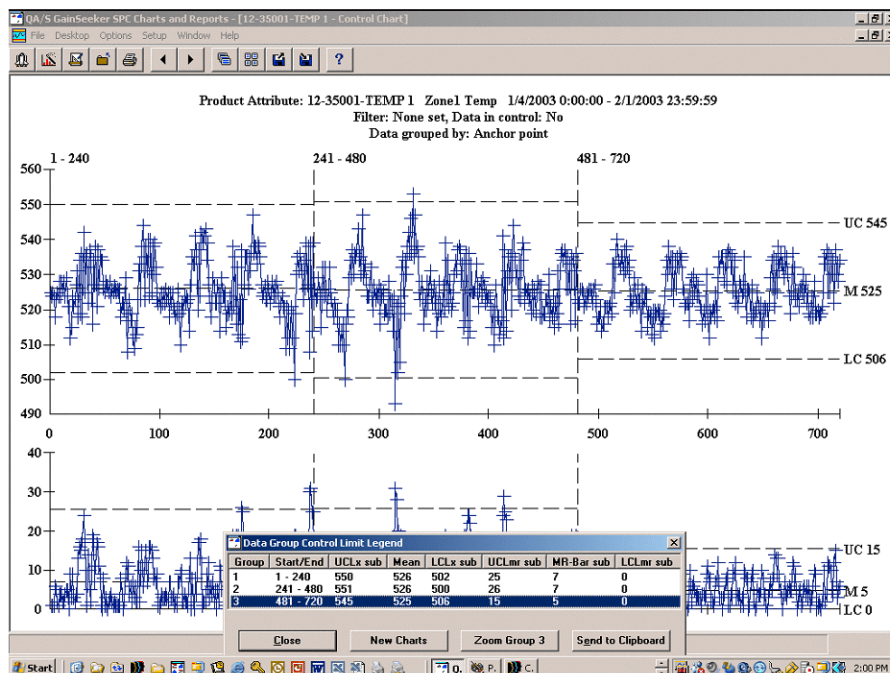 QA/S GainSeeker SPC Charts and Reports - [12-35001-TEMP 1 - Control Chart]
File Desktop Options Setup Window Help
Product Attribute: 12-35001-TEMP 1 Zone1 Temp 1/4/2003 0:00:00 - 2/1/2003 23:59:59
Filter: None set, Data in control: No
Data grouped by: Anchor point
1 - 240 241 - 480 481 - 720
560
550
UC 545
540
530
M 525
520
510
LC 506
500
490
0 100 200 300 400 500 600 700
40
30
20
UC 15
10
M 5
0
LC 0
Data Group Control Limit Legend
Group Start/End UCLx sub Mean LCLx sub UCLmr sub MR-Bar sub LCLmr sub
1 1 - 240 550 526 502 25 7 0
2 241 - 480 551 526 500 26 7 0
3 481 - 720 545 525 506 15 5 0
Close New Charts Zoom Group 3 Send to Clipboard
Start Q. P. C. 2:00 PM